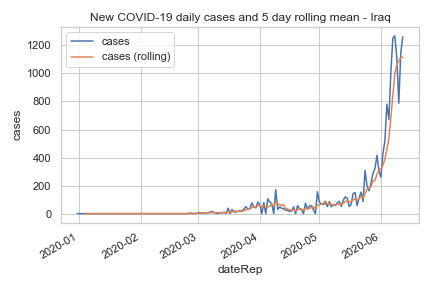 New COVID-19 daily cases and 5 day rolling mean - Iraq
cases
cases (rolling)
1200
1000
800
600
400
200
0
cases
2020-01
2020-02
2020-03
2020-04
2020-05
2020-06
dateRep